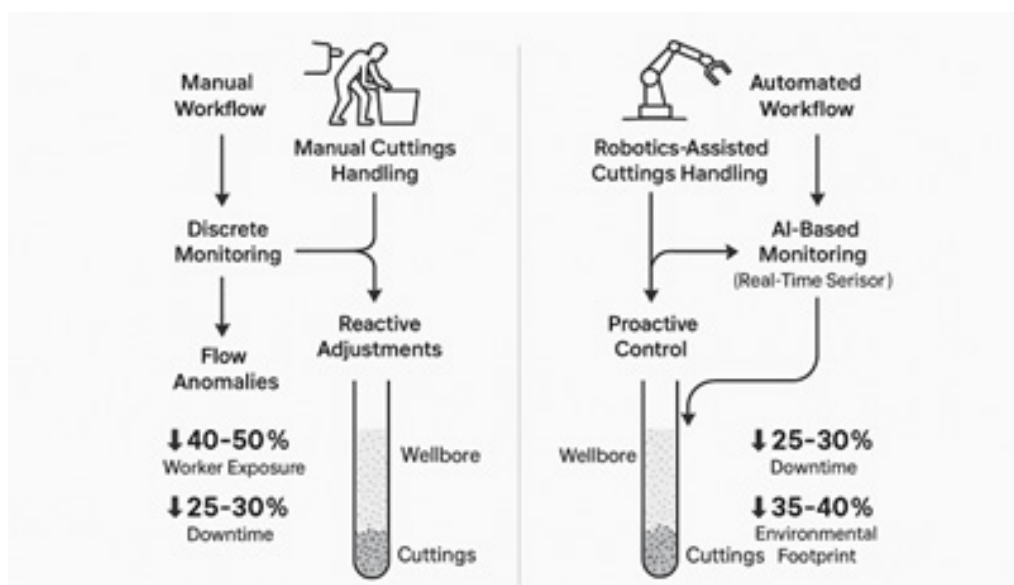 Manual
Workflow
Manual Cuttings
Handling
Discrete
Monitoring
Reactive
Adjustments
Flow
Anomalies
↓40-50%
Worker Exposure
↓25-30%
Downtime
Wellbore
Cuttings
Robotics-Assisted
Cuttings Handling
Automated
Workflow
AI-Based
Monitoring
(Real-Time Serisor)
Proactive
Control
Wellbore
↓25-30%
Downtime
↓35-40%
Environmental
Footprint
Cuttings